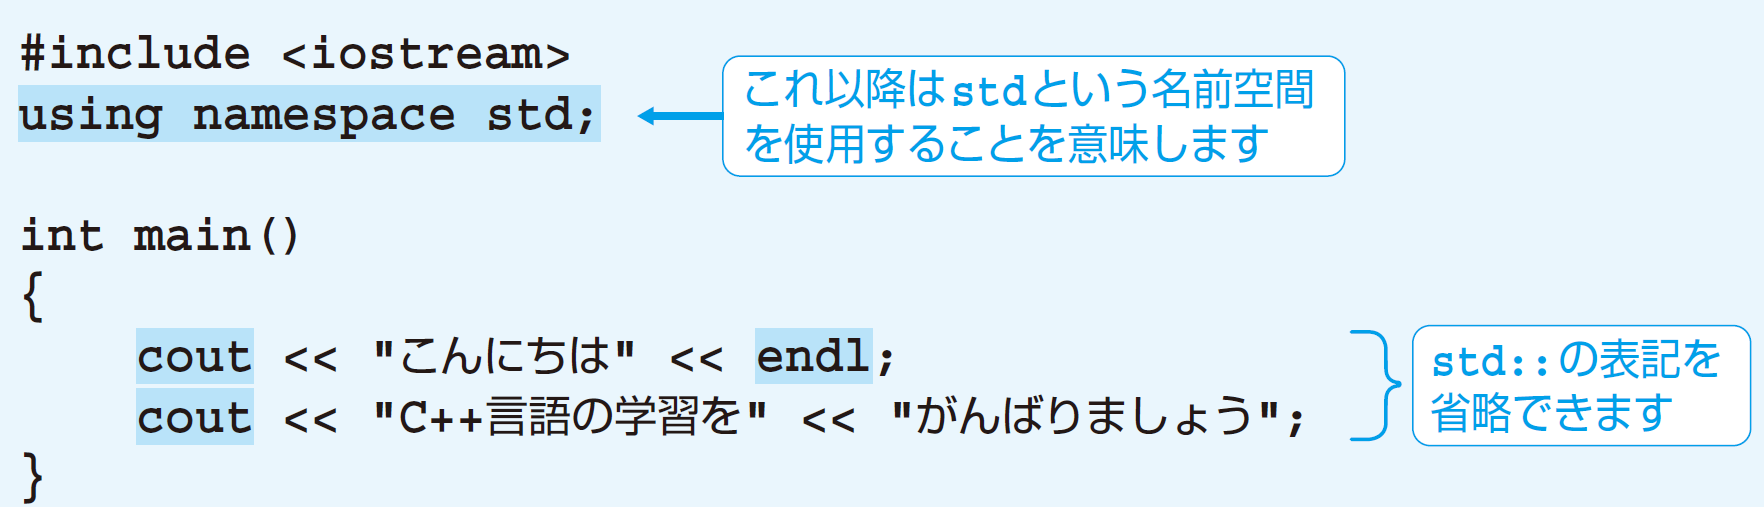 #include <iostream>
using namespace std;
これ以降はstdという名前空間
を使用することを意味します
int main()
{
cout << "こんにちは" << endl;
cout << "C++言語の学習を" << "がんばりましょう";
std::の表記を
省略できます
}